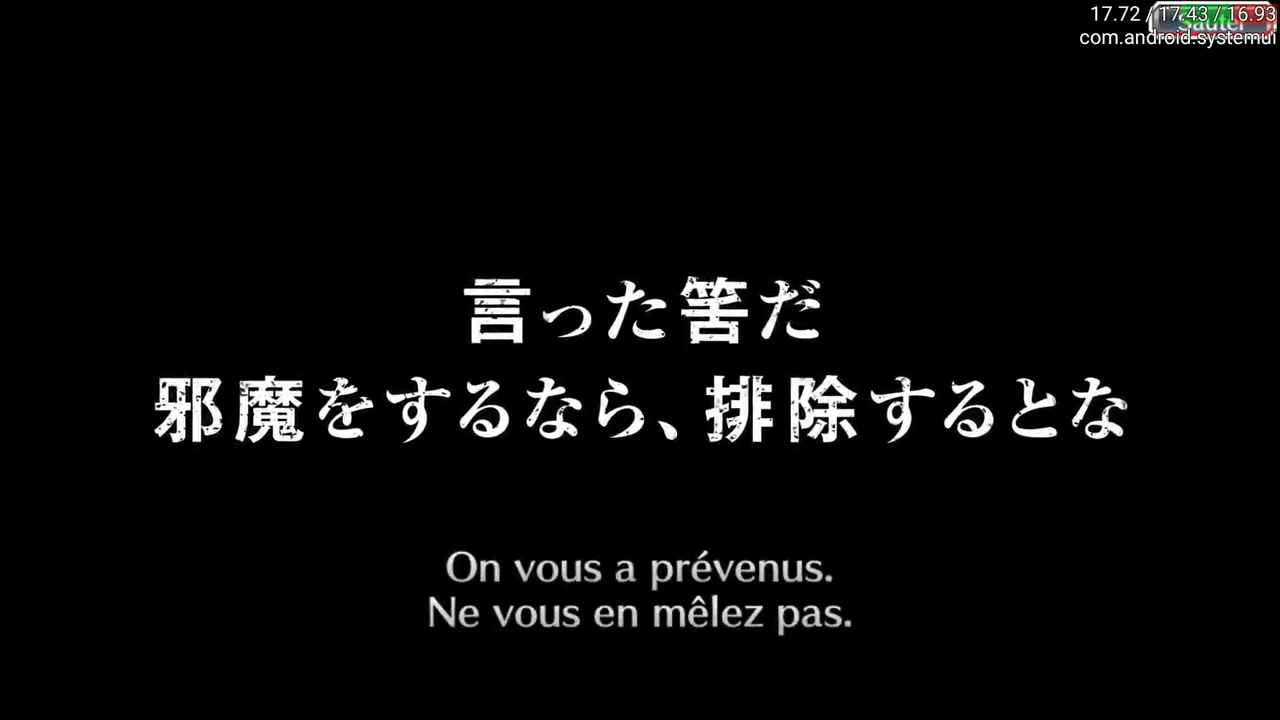 17.72 / 17.43 / 16.93
Sauter
com.android.systemui
言った筈だ
邪魔をするなら、排除するとな
On vous a prévenus.
Ne vous en mêlez pas.